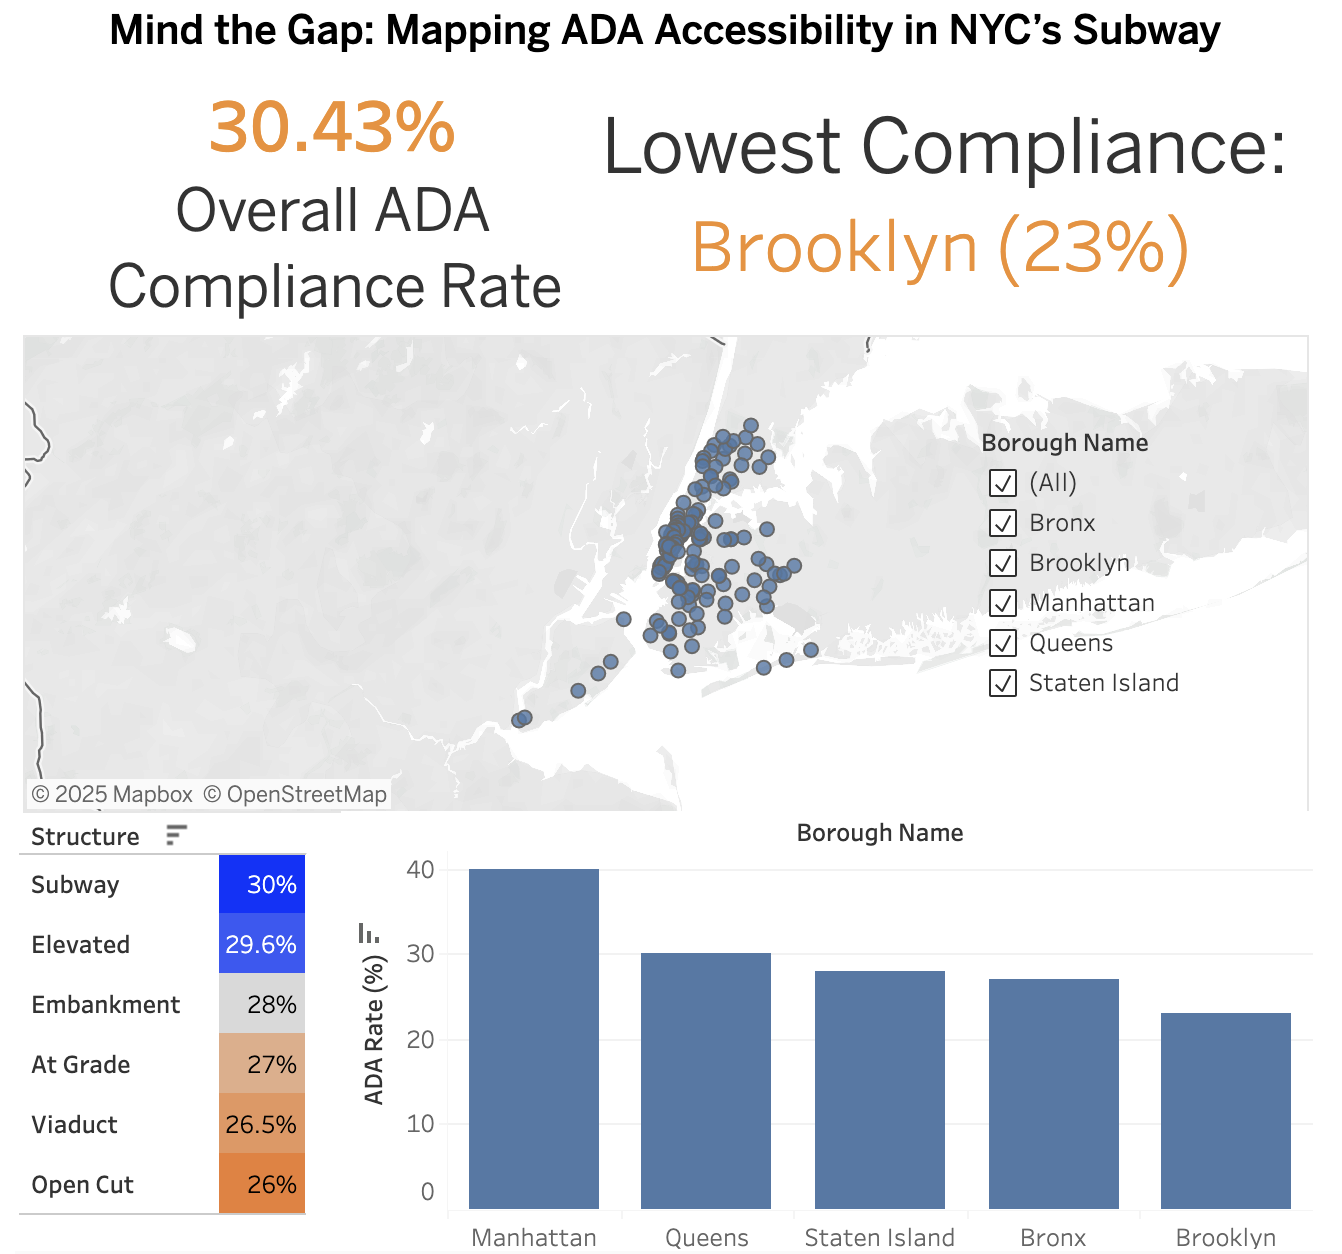 Mind the Gap: Mapping ADA Accessibility in NYC’s Subway
30.43%
Overall ADA
Compliance Rate
Lowest Compliance:
Brooklyn (23%)
Borough Name
(All)
Bronx
Brooklyn
Manhattan
Queens
Staten Island
© 2025 Mapbox © OpenStreetMap
Structure
Subway 30%
Elevated 29.6%
Embankment 28%
At Grade 27%
Viaduct 26.5%
Open Cut 26%
Borough Name
ADA Rate (%)
40
30
20
10
0
Manhattan Queens Staten Island Bronx Brooklyn